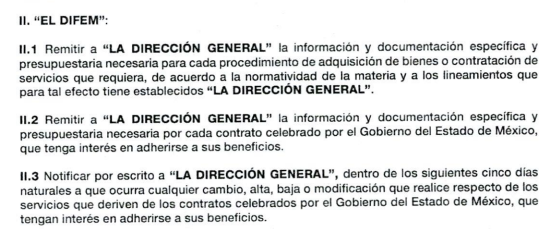 II. “EL DIFEM”:
II.1 Remitir a “LA DIRECCIÓN GENERAL” la información y documentación específica y
presupuestaria necesaria para cada procedimiento de adquisición de bienes o contratación de
servicios que requiera, de acuerdo a la normatividad de la materia y a los lineamientos que
para tal efecto tiene establecidos “LA DIRECCIÓN GENERAL”.
II.2 Remitir a “LA DIRECCIÓN GENERAL” la información y documentación específica y
presupuestaria necesaria por cada contrato celebrado por el Gobierno del Estado de México,
que tenga interés en adherirse a sus beneficios.
II.3 Notificar por escrito a “LA DIRECCIÓN GENERAL”, dentro de los siguientes cinco días
naturales a que ocurra cualquier cambio, alta, baja o modificación que realice respecto de los
servicios que deriven de los contratos celebrados por el Gobierno del Estado de México, que
tengan interés en adherirse a sus beneficios.